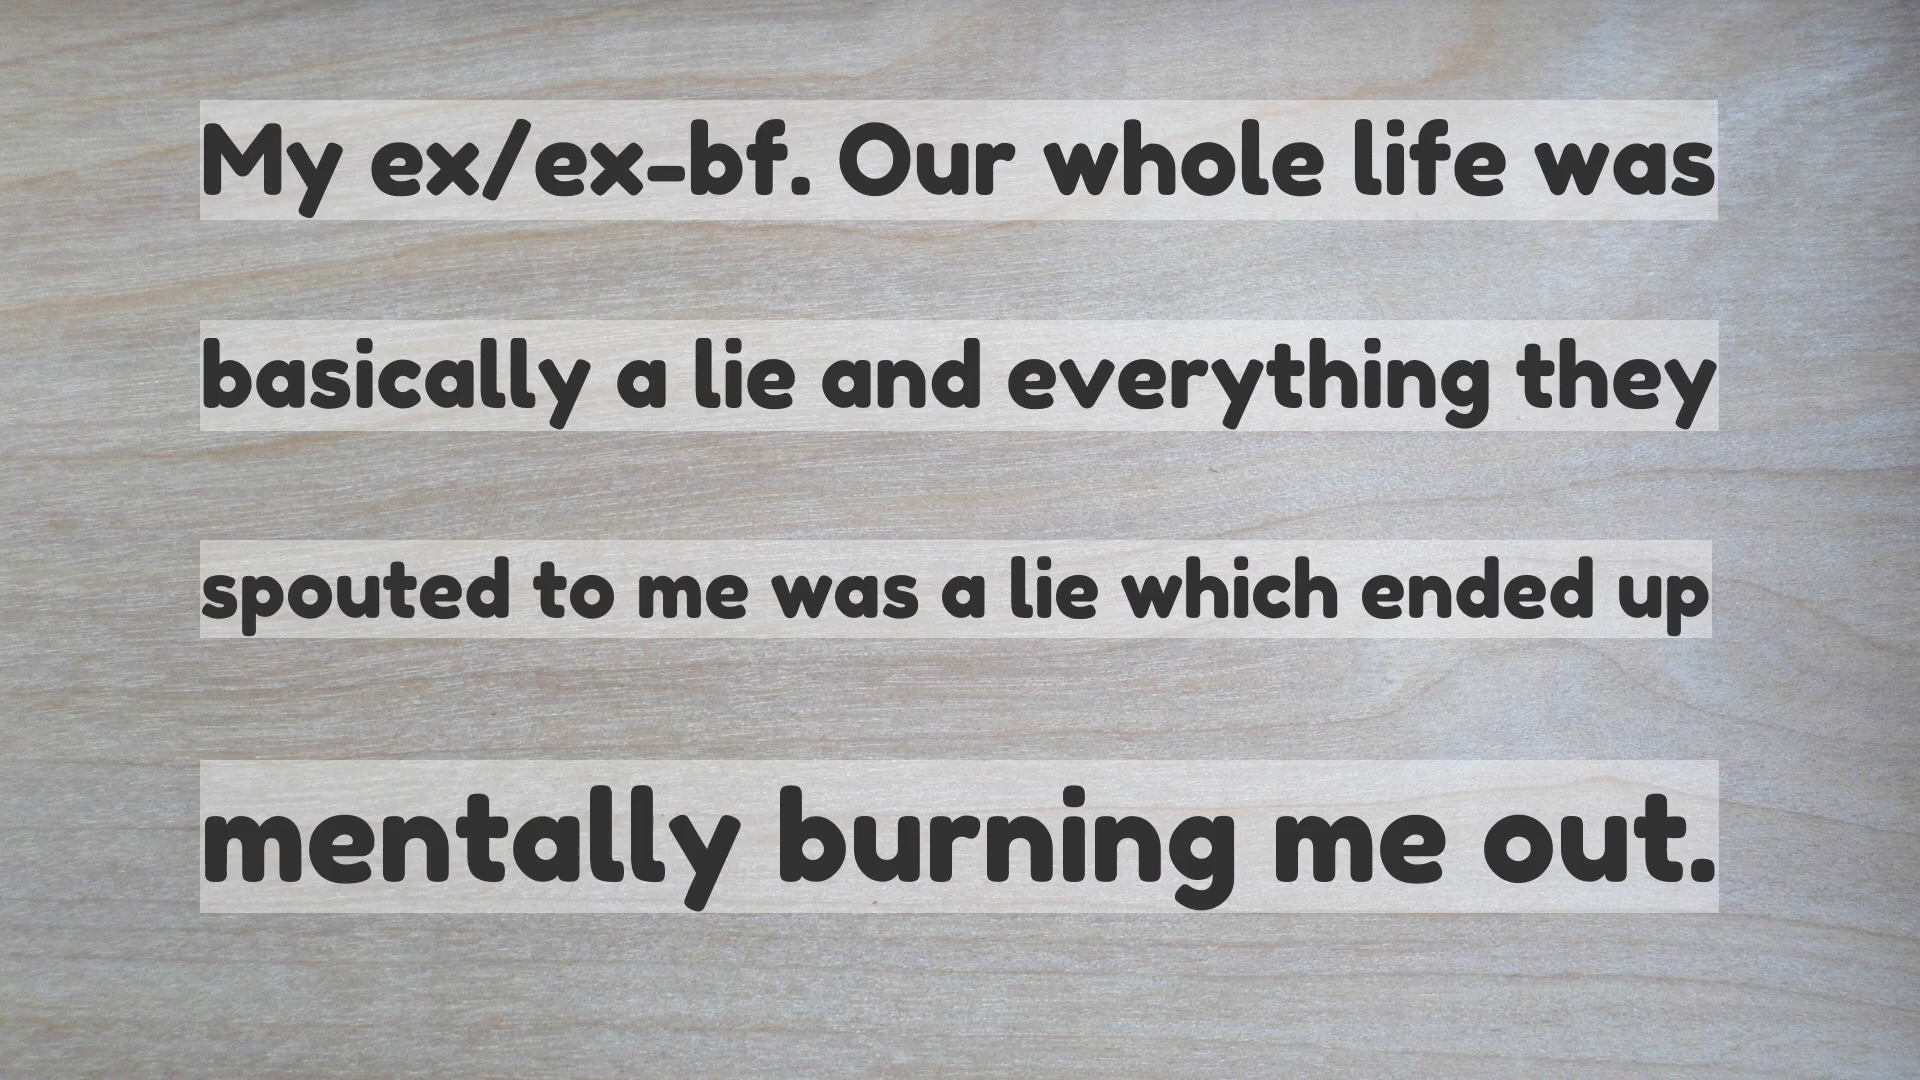 My ex/ex-bf. Our whole life was
basically a lie and everything they
spouted to me was a lie which ended up
mentally burning me out.